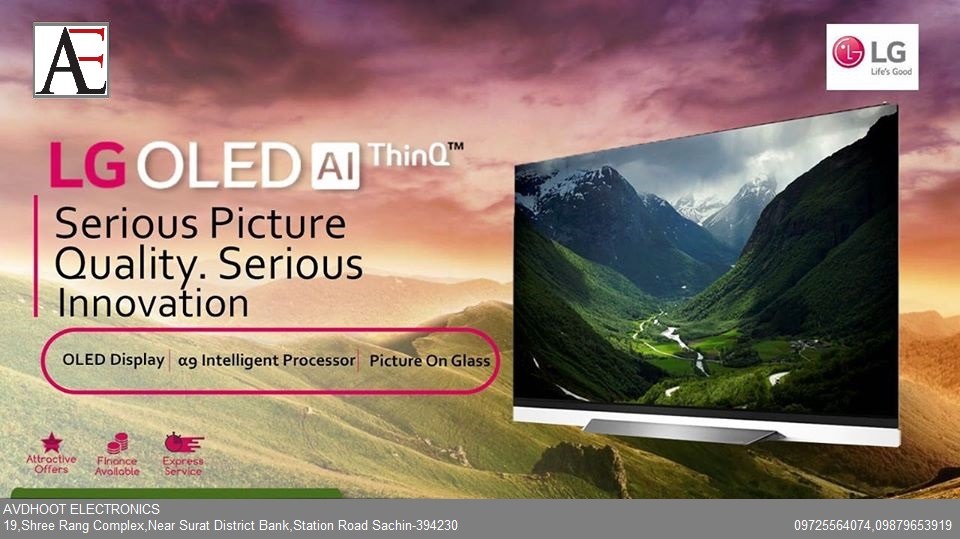 AE
LG
Life's Good
LG OLED AI ThinQ™
Serious Picture
Quality. Serious
Innovation
OLED Display | α9 Intelligent Processor | Picture On Glass
Attractive
Offers
Finance
Available
Express
Service
AVDHOOT ELECTRONICS
19,Shree Rang Complex,Near Surat District Bank,Station Road Sachin-394230
09725564074,09879653919